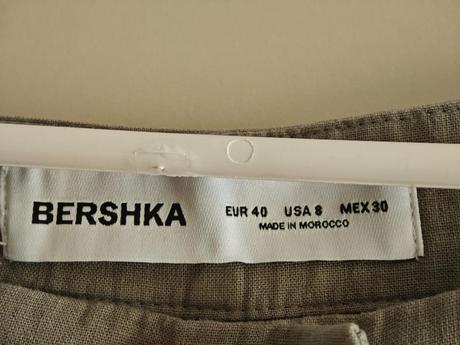 BERSHKA EUR 40 USA 8 MEX 30
MADE IN MOROCCO